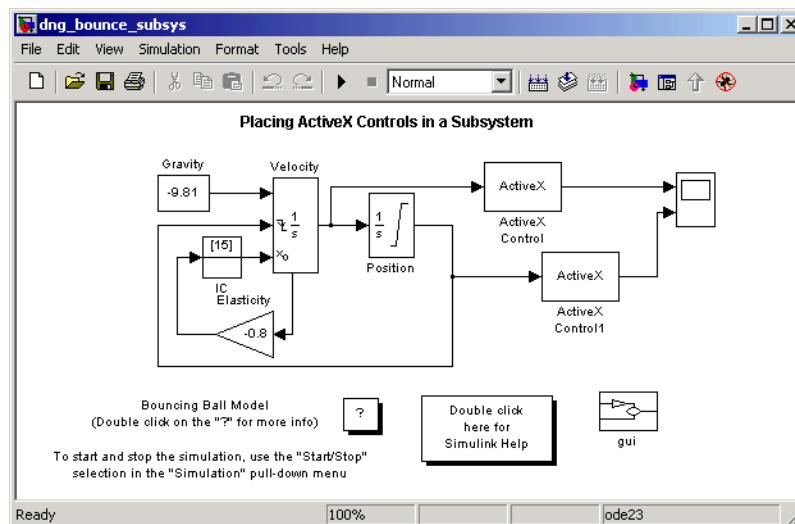 dng_bounce_subsys
File Edit View Simulation Format Tools Help
Normal
Placing ActiveX Controls in a Subsystem
Gravity
-9.81
Velocity
1
s
x₀
[15]
IC
Elasticity
-0.8
1
s
Position
ActiveX
ActiveX
Control
ActiveX
ActiveX
Control1
Bouncing Ball Model
(Double click on the "?" for more info)
?
Double click
here for
Simulink Help
gui
To start and stop the simulation, use the "Start/Stop"
selection in the "Simulation" pull-down menu
Ready 100% ode23